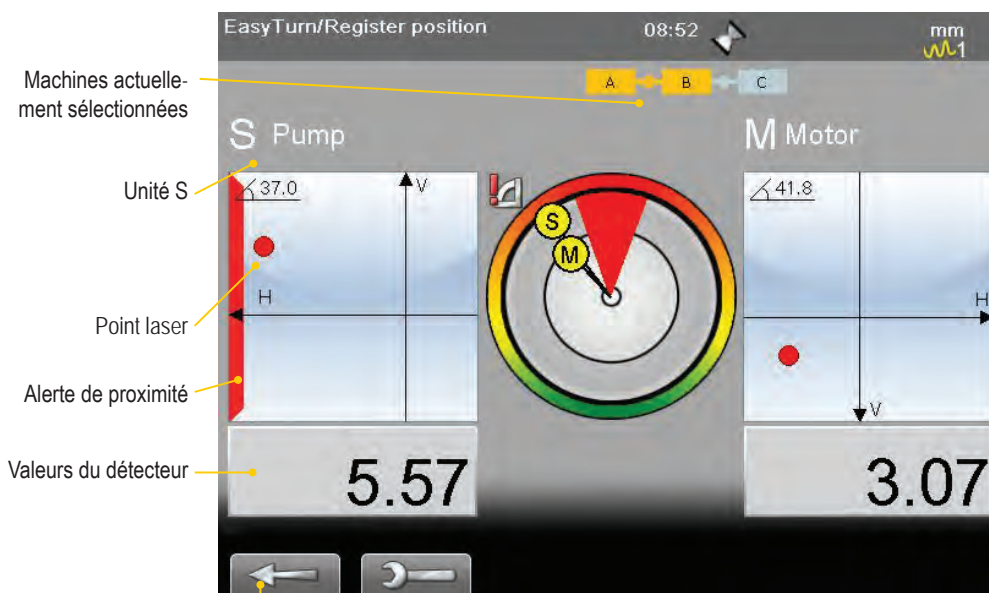 EasyTurn/Register position 08:52 mm
1
Machines actuelle-
ment sélectionnées
A B C
S Pump M Motor
Unité S
37.0 V 41.8
S
M
H H
Point laser
Alerte de proximité
V
Valeurs du détecteur
5.57 3.07